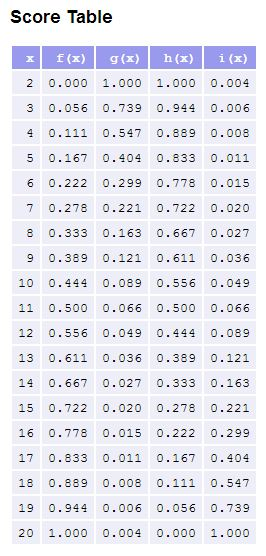 Score Table
x f(x) g(x) h(x) i(x)
2 0.000 1.000 1.000 0.004
3 0.056 0.739 0.944 0.006
4 0.111 0.547 0.889 0.008
5 0.167 0.404 0.833 0.011
6 0.222 0.299 0.778 0.015
7 0.278 0.221 0.722 0.020
8 0.333 0.163 0.667 0.027
9 0.389 0.121 0.611 0.036
10 0.444 0.089 0.556 0.049
11 0.500 0.066 0.500 0.066
12 0.556 0.049 0.444 0.089
13 0.611 0.036 0.389 0.121
14 0.667 0.027 0.333 0.163
15 0.722 0.020 0.278 0.221
16 0.778 0.015 0.222 0.299
17 0.833 0.011 0.167 0.404
18 0.889 0.008 0.111 0.547
19 0.944 0.006 0.056 0.739
20 1.000 0.004 0.000 1.000